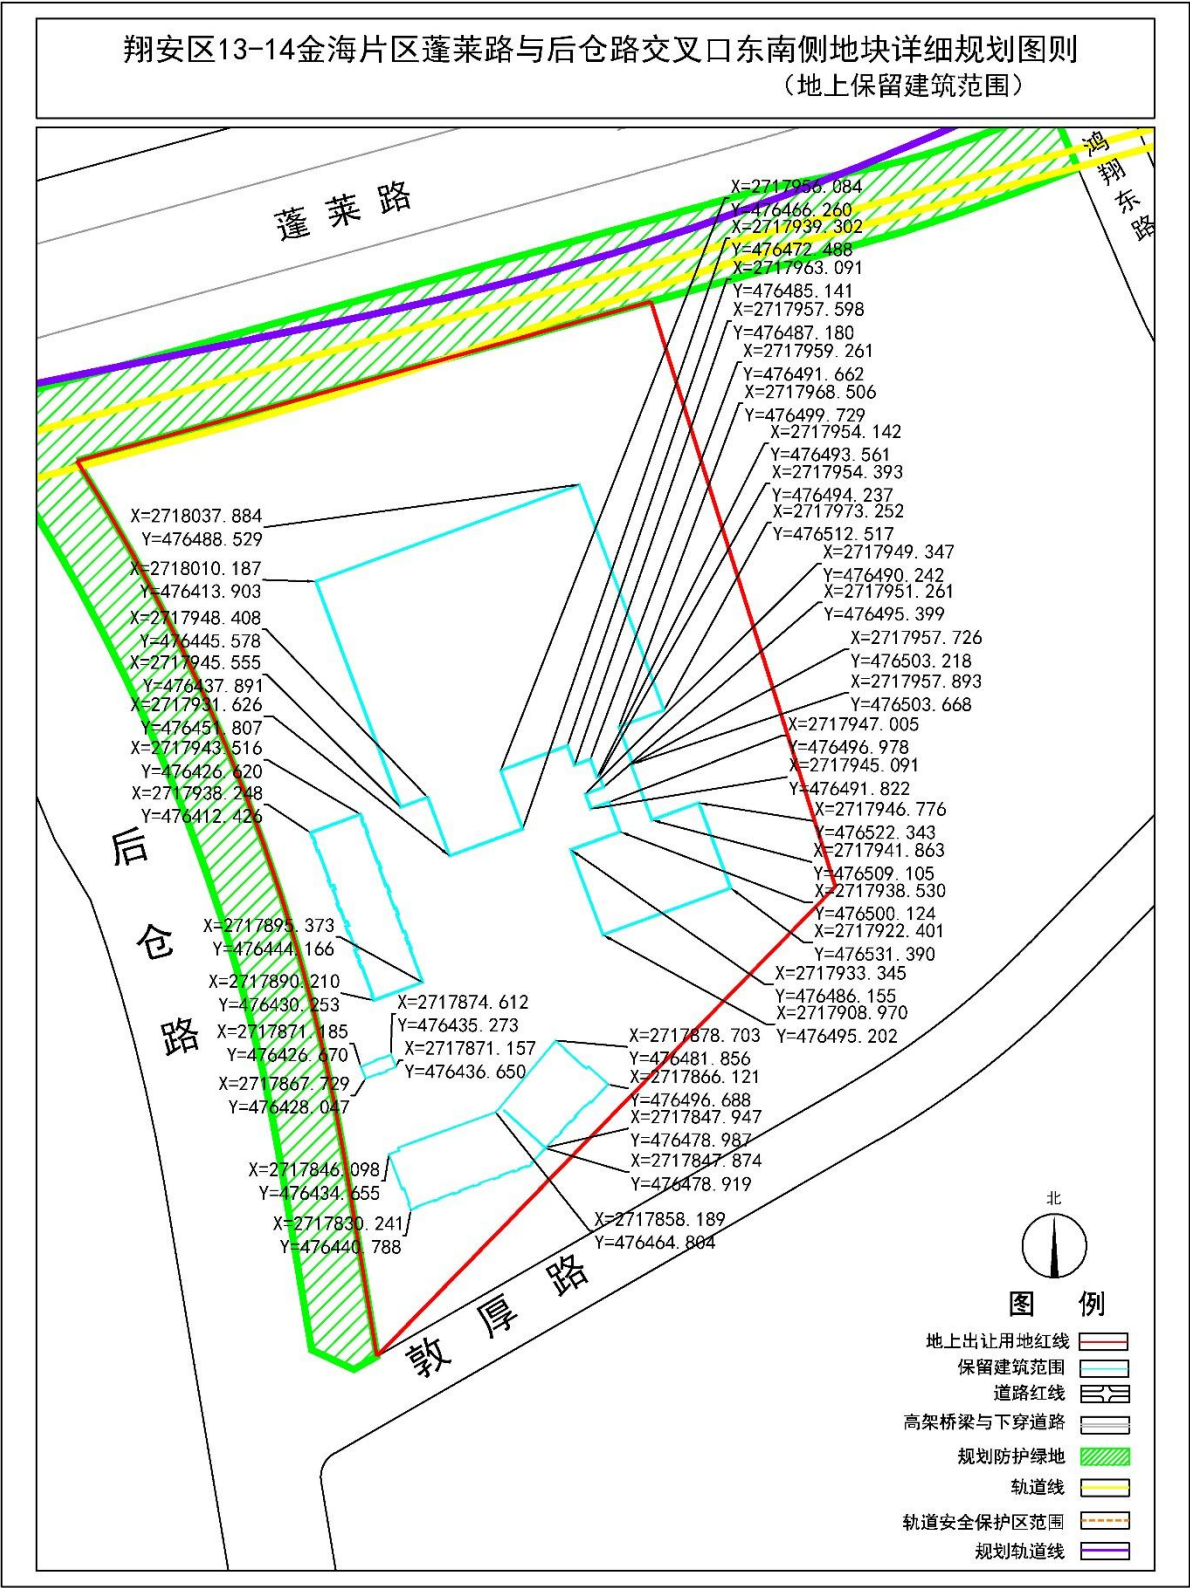 翔安区13-14金海片区蓬莱路与后仓路交叉口东南侧地块详细规划图则
（地上保留建筑范围）
蓬莱路
鸿翔东路
X=2717956.084
Y=476466.260
X=2717939.302
Y=476472.488
X=2717963.091
Y=476485.141
X=2717957.598
Y=476487.180
X=2717959.261
Y=476491.662
X=2717968.506
Y=476499.729
X=2717954.142
Y=476493.561
X=2717954.393
Y=476494.237
X=2717973.252
Y=476512.517
X=2717949.347
Y=476490.242
X=2717951.261
Y=476495.399
X=2717957.726
Y=476503.218
X=2717957.893
Y=476503.668
X=2717947.005
Y=476496.978
X=2717945.091
Y=476491.822
X=2717946.776
Y=476522.343
X=2717941.863
Y=476509.105
X=2717938.530
Y=476500.124
X=2717922.401
Y=476531.390
X=2717933.345
Y=476486.155
X=2717908.970
Y=476495.202
X=2718037.884
Y=476488.529
X=2718010.187
Y=476413.903
X=2717948.408
Y=476445.578
X=2717945.555
Y=476437.891
X=2717931.626
Y=476451.807
X=2717943.516
Y=476426.620
X=2717938.248
Y=476412.426
X=2717895.373
Y=476444.166
X=2717890.210
Y=476430.253
X=2717871.185
Y=476426.670
X=2717867.729
Y=476428.047
X=2717874.612
Y=476435.273
X=2717871.157
Y=476436.650
X=2717878.703
Y=476481.856
X=2717866.121
Y=476496.688
X=2717847.947
Y=476478.987
X=2717847.874
Y=476478.919
X=2717846.098
Y=476434.655
X=2717830.241
Y=476440.788
X=2717858.189
Y=476464.804
后仓路
敦厚路
北
图 例
地上出让用地红线
保留建筑范围
道路红线
高架桥梁与下穿道路
规划防护绿地
轨道线
轨道安全保护区范围
规划轨道线